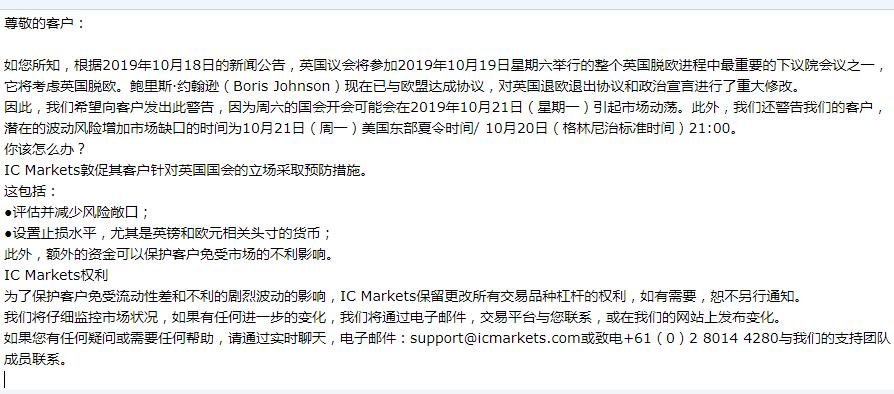 尊敬的客户：
如您所知，根据2019年10月18日的新闻公告，英国议会将参加2019年10月19日星期六举行的整个英国脱欧进程中最重要的下议院会议之一，
它将考虑英国脱欧。鲍里斯·约翰逊（Boris Johnson）现在已与欧盟达成协议，对英国退欧退出协议和政治宣言进行了重大修改。
因此，我们希望向客户发出此警告，因为周六的国会开会可能会在2019年10月21日（星期一）引起市场动荡。此外，我们还警告我们的客户，
潜在的波动风险增加市场缺口的时间为10月21日（周一）美国东部夏令时间/ 10月20日（格林尼治标准时间）21:00。
你该怎么办？
IC Markets敦促其客户针对英国国会的立场采取预防措施。
这包括：
●评估并减少风险敞口；
●设置止损水平，尤其是英镑和欧元相关头寸的货币；
此外，额外的资金可以保护客户免受市场的不利影响。
IC Markets权利
为了保护客户免受流动性差和不利的剧烈波动的影响，IC Markets保留更改所有交易品种杠杆的权利，如有需要，恕不另行通知。
我们将仔细监控市场状况，如果有任何进一步的变化，我们将通过电子邮件，交易平台与您联系，或在我们的网站上发布变化。
如果您有任何疑问或需要任何帮助，请通过实时聊天，电子邮件：support@icmarkets.com或致电+61（0）2 8014 4280与我们的支持团队
成员联系。